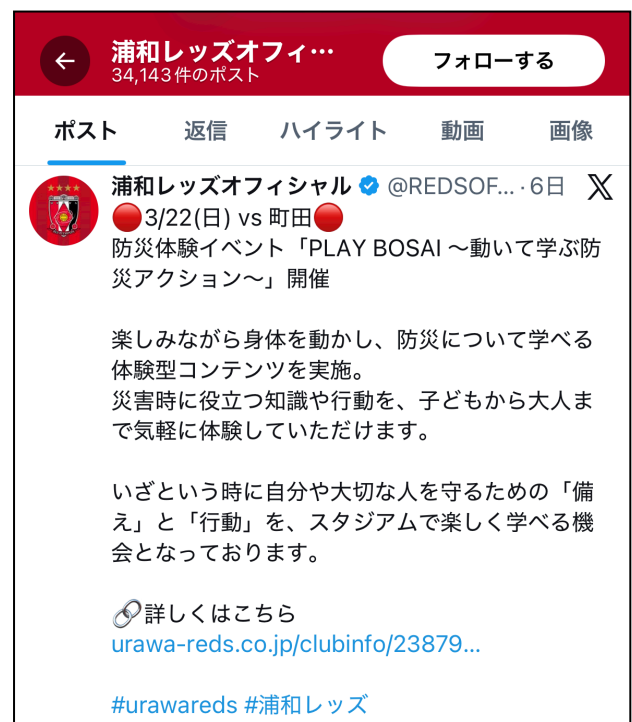 浦和レッズオフィ…
34,143件のポスト
フォローする
ポスト
返信
ハイライト
動画
画像
浦和レッズオフィシャル @REDSOF… · 6日
🔴3/22(日) vs 町田🔴
防災体験イベント「PLAY BOSAI ～動いて学ぶ防
災アクション～」開催
楽しみながら身体を動かし、防災について学べる
体験型コンテンツを実施。
災害時に役立つ知識や行動を、子どもから大人ま
で気軽に体験していただけます。
いざという時に自分や大切な人を守るための「備
え」と「行動」を、スタジアムで楽しく学べる機
会となっております。
🔗詳しくはこちら
urawa-reds.co.jp/clubinfo/23879…
#urawareds #浦和レッズ